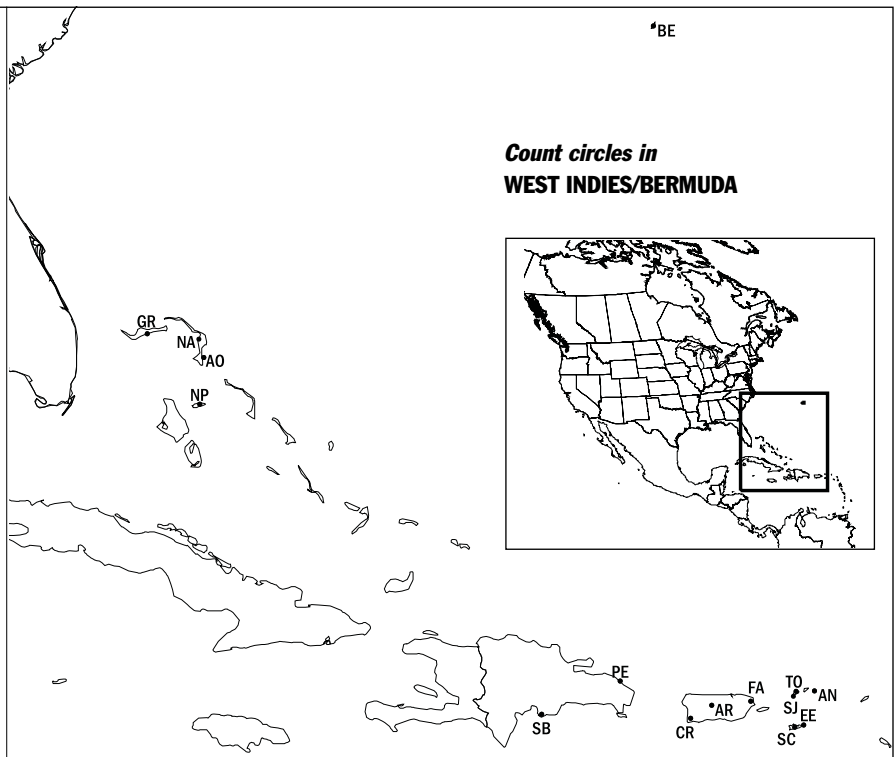 BE
Count circles in
WEST INDIES/BERMUDA
GR
NA
AO
NP
PE
SB
CR
AR
FA
TO
AN
SJ
EE
SC